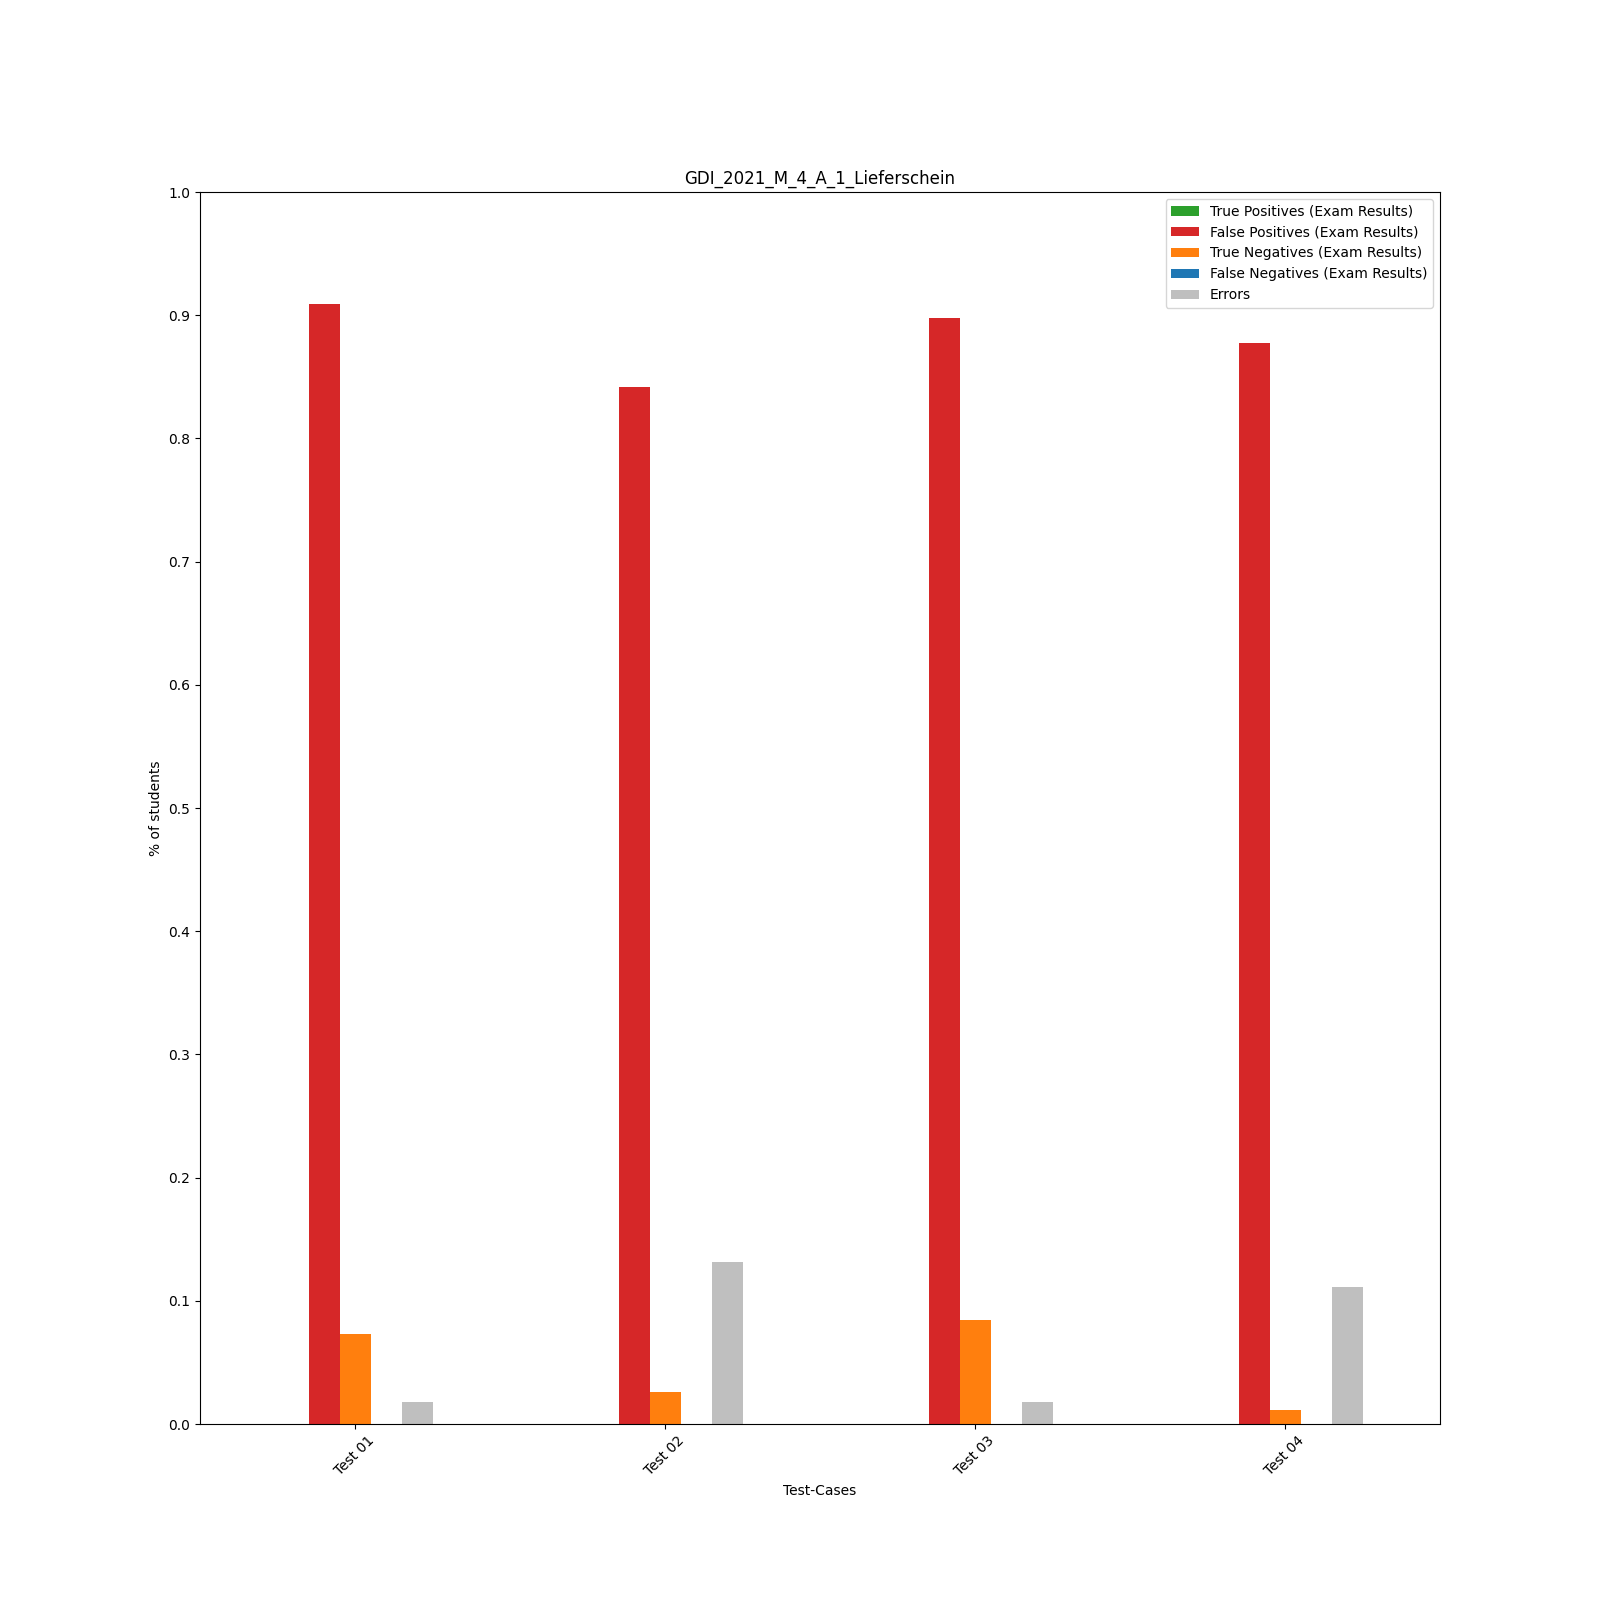 GDI_2021_M_4_A_1_Lieferschein
1.0
0.9
0.8
0.7
0.6
0.5
0.4
0.3
0.2
0.1
0.0
% of students
True Positives (Exam Results)
False Positives (Exam Results)
True Negatives (Exam Results)
False Negatives (Exam Results)
Errors
Test 01
Test 02
Test 03
Test 04
Test-Cases